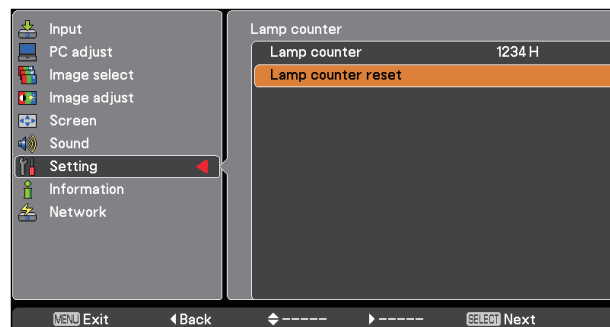 Input
PC adjust
Image select
Image adjust
Screen
Sound
Setting
Information
Network
Lamp counter
Lamp counter 1234 H
Lamp counter reset
MENU Exit ◀Back ◆----- ▶----- SELECT Next